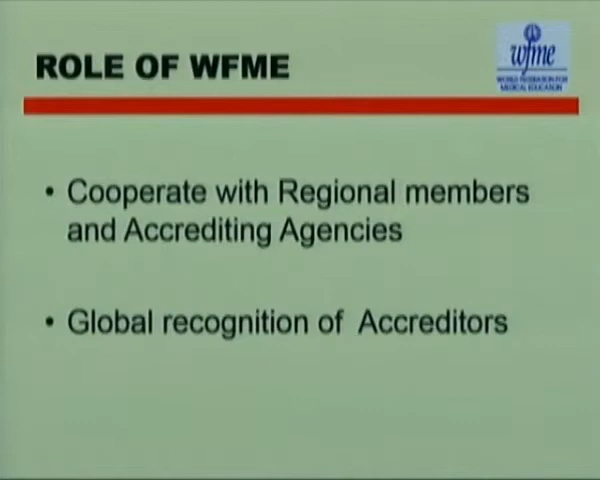 ROLE OF WFME
wfme
WORLD FEDERATION FOR
MEDICAL EDUCATION
• Cooperate with Regional members
and Accrediting Agencies
• Global recognition of Accreditors